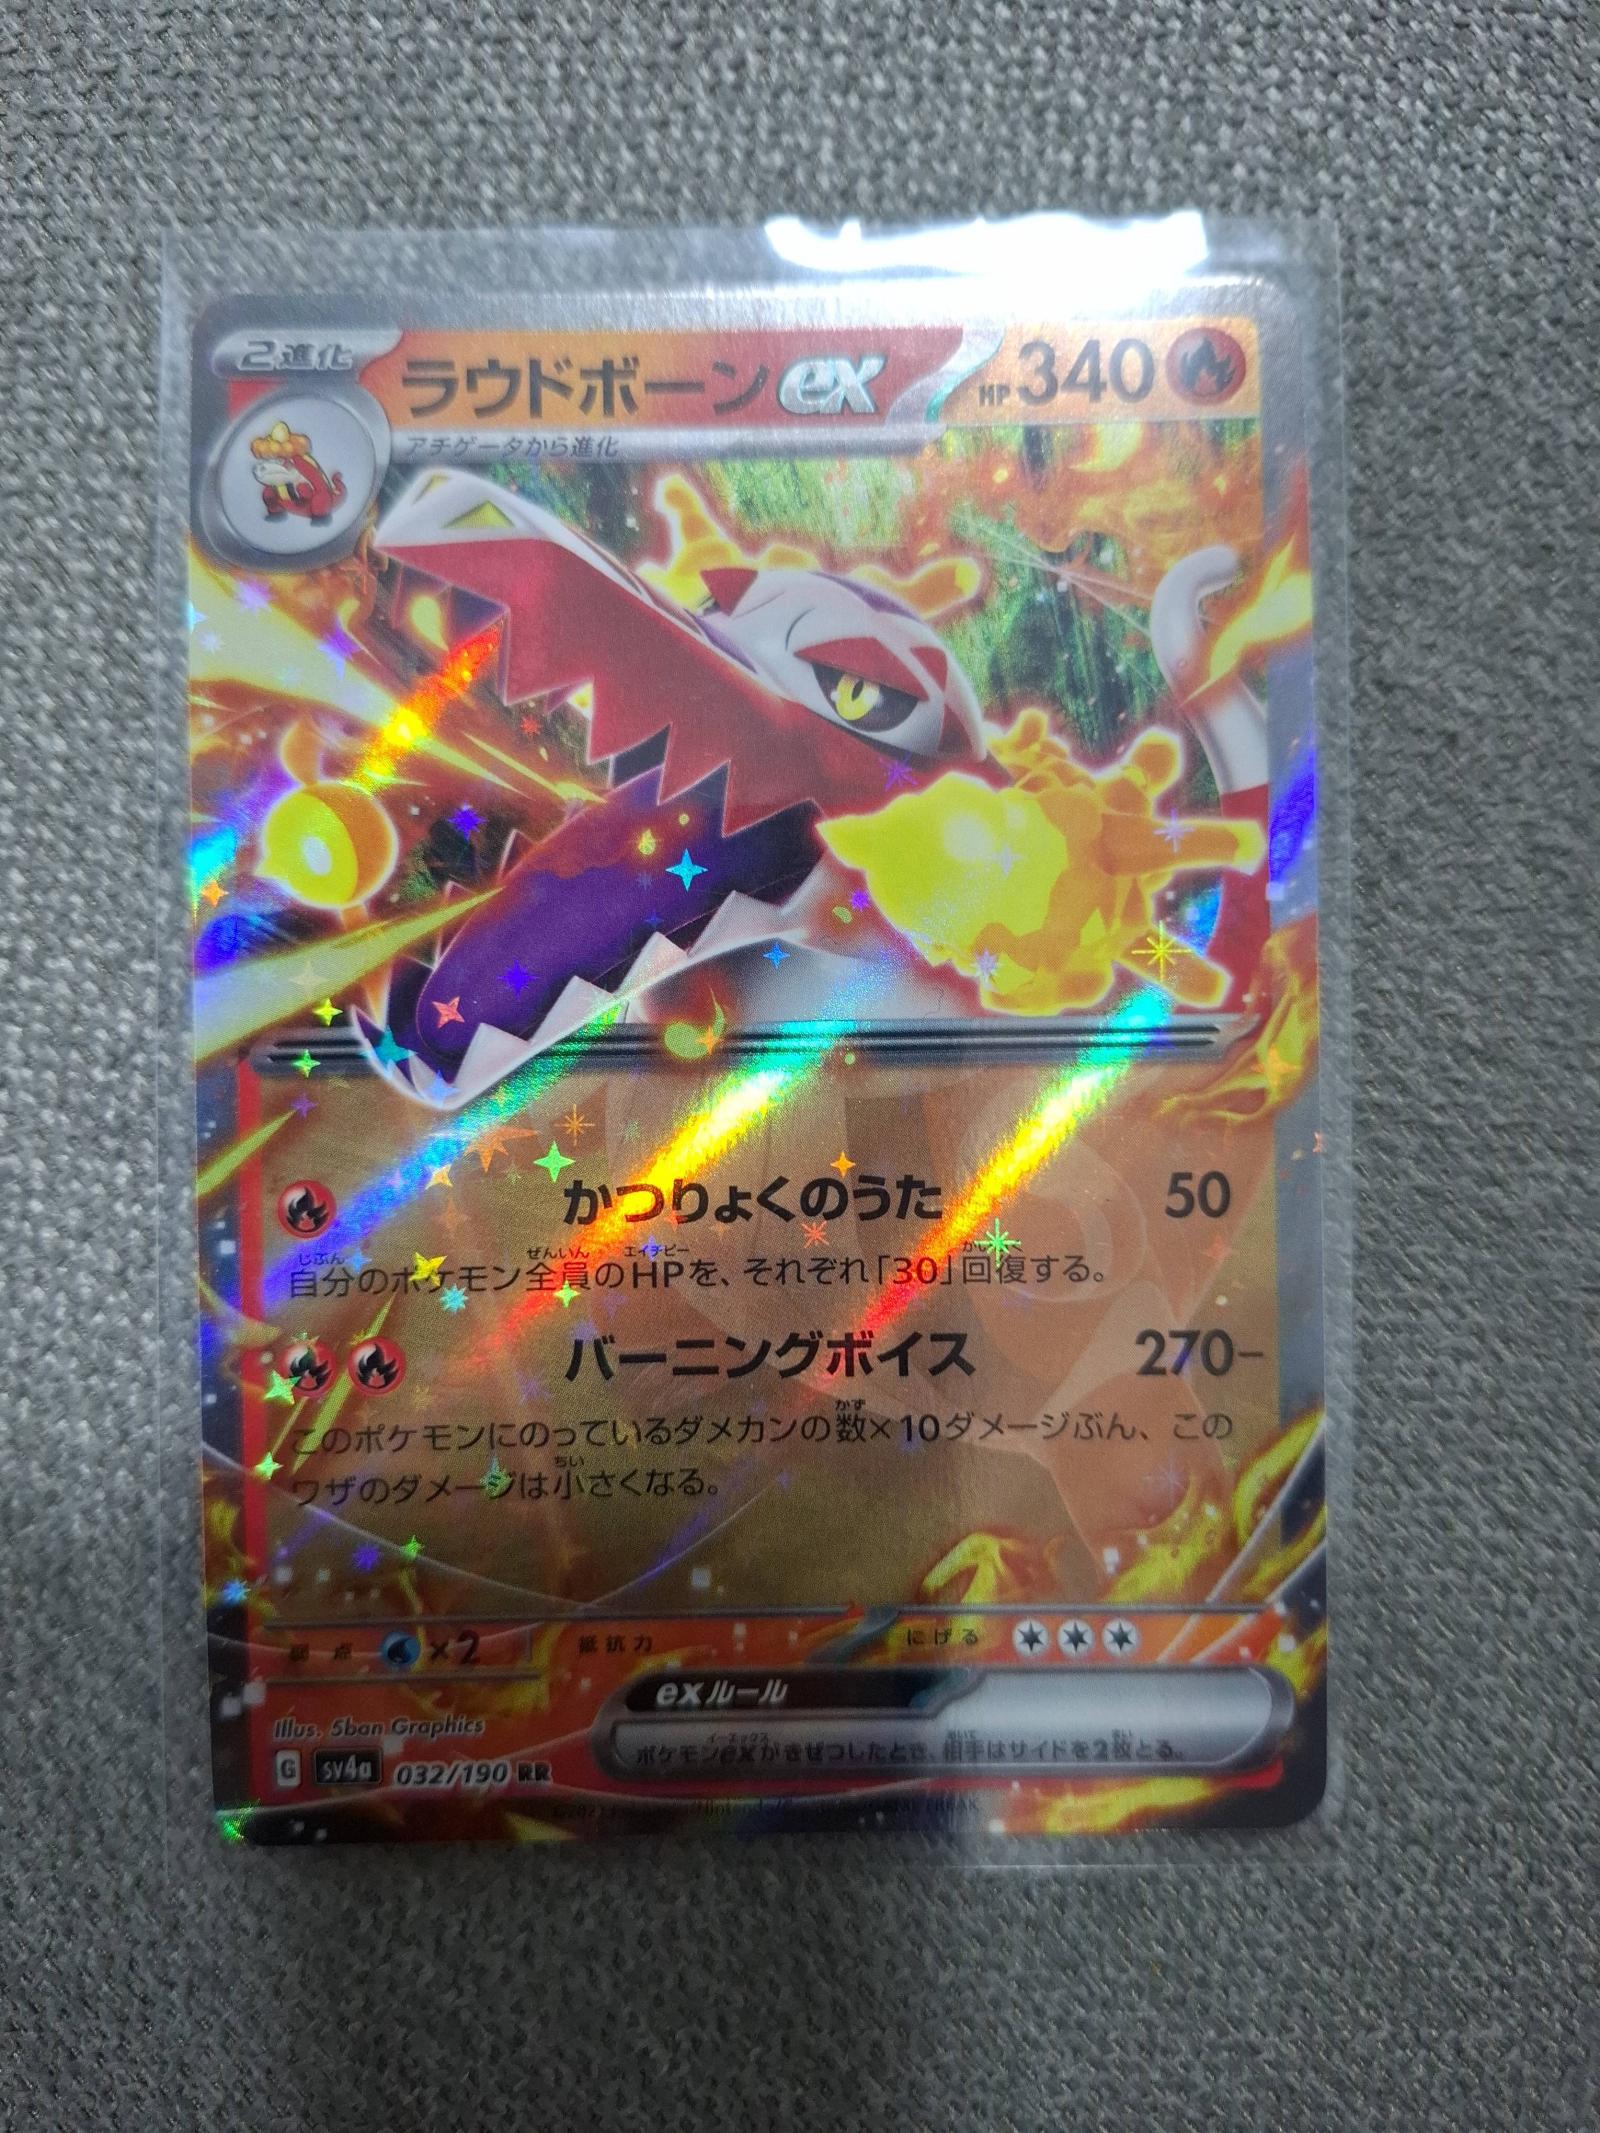 2進化
ラウドボーンex
HP 340
アチゲータから進化
かつりょくのうた 50
自分のポケモン全員のHPを、それぞれ「30」回復する。
バーニングボイス 270−
このポケモンにのっているダメカンの数×10ダメージぶん、この
ワザのダメージは小さくなる。
弱点 ×2 抵抗力 にげる
exルール
ポケモンexがきぜつしたとき、相手はサイドを2枚とる。
Illus. 5ban Graphics
G SV4a 032/190 RR